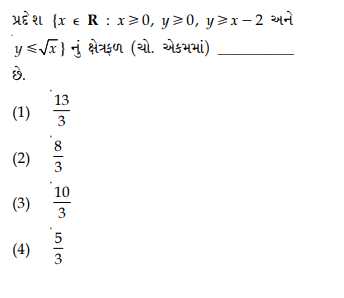 પ્રદેશ {x ϵ R : x ≥ 0, y ≥ 0, y ≥ x – 2 અને
y ≤ √x} નું ક્ષેત્રફળ (ચો. એકમમાં) __________
છે.
(1) 13/3
(2) 8/3
(3) 10/3
(4) 5/3